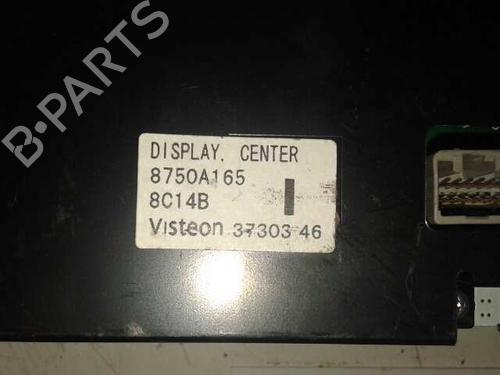 B-PARTS
DISPLAY, CENTER
8750A165
8C14B
Visteon 37303 46